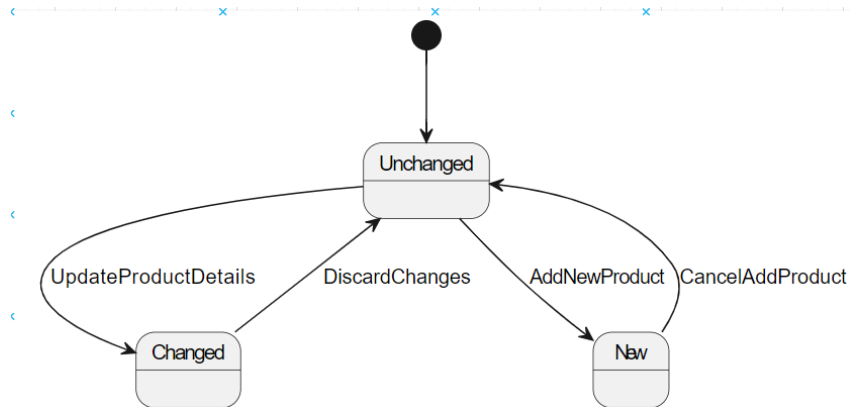 Unchanged
UpdateProductDetails
DiscardChanges
AddNewProduct
CancelAddProduct
Changed
New